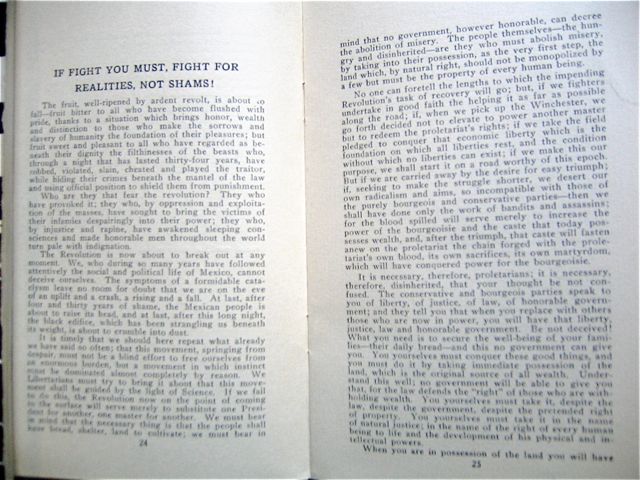 IF FIGHT YOU MUST, FIGHT FOR
REALITIES, NOT SHAMS!
The fruit, well-ripened by ardent revolt, is about to
fall—fruit bitter to all who have become flushed with
pride, thanks to a situation which brings honor, wealth
and distinction to those who make the sorrows and
slavery of humanity the foundation of their pleasures; but
fruit sweet and pleasant to all who have regarded as be-
neath their dignity the filthinesses of the beasts who,
through a night that has lasted thirty-four years, have
robbed, violated, slain, cheated and played the traitor,
while hiding their crimes beneath the mantel of the law
and using official position to shield them from punishment.
Who are they that fear the revolution? They who
have provoked it; they who, by oppression and exploita-
tion of the masses, have sought to bring the victims of
their infamies despairingly into their power; they who,
by injustice and rapine, have awakened sleeping con-
sciences and made honorable men throughout the world
turn pale with indignation.
The Revolution is now about to break out at any
moment. We, who during so many years have followed
attentively the social and political life of Mexico, cannot
deceive ourselves. The symptoms of a formidable cata-
clysm leave no room for doubt that we are on the eve
of an uplift and a crash, a rising and a fall. At last, after
four and thirty years of shame, the Mexican people is
about to raise its head, and at last, after this long night,
the black edifice, which has been strangling us beneath
its weight, is about to crumble into dust.
It is timely that we should here repeat what already
we have said so often; that this movement, springing from
despair, must not be a blind effort to free ourselves from
an enormous burden, but a movement in which instinct
must be dominated almost completely by reason. We
Libertarians must try to bring it about that this move-
ment shall be guided by the light of Science. If we fail
to do this, the Revolution now on the point of coming
to the surface will serve merely to substitute one Presi-
dent for another, one master for another. We must bear
in mind that the necessary thing is that the people shall
have bread, shelter, land to cultivate; we must bear in
24
mind that no government, however honorable, can decree
the abolition of misery. The people themselves—the hun-
gry and disinherited—are they who must abolish misery,
by taking into their possession, as the very first step, the
land which, by natural right, should not be monopolized by
a few but must be the property of every human being.
No one can foretell the lengths to which the impending
Revolution's task of recovery will go; but, if we fighters
undertake in good faith the helping it as far as possible
along the road; if, when we pick up the Winchester, we
go forth decided not to elevate to power another master
but to redeem the proletariat's rights; if we take the field
pledged to conquer that economic liberty which is the
foundation on which all liberties rest, and the condition
without which no liberties can exist; if we make this our
purpose, we shall start it on a road worthy of this epoch.
But if we are carried away by the desire for easy triumph;
if, seeking to make the struggle shorter, we desert our
own radicalism and aims, so incompatible with those of
the purely bourgeois and conservative parties—then we
shall have done only the work of bandits and assassins;
for the blood spilled will serve merely to increase the
power of the bourgeoisie and the caste that today pos-
sesses wealth, and, after the triumph, that caste will fasten
anew on the proletariat the chain forged with the prole-
tariat's own blood, its own sacrifices, its own martyrdom,
which will have conquered power for the bourgeoisie.
It is necessary, therefore, proletarians; it is necessary,
therefore, disinherited, that your thought be not con-
fused. The conservative and bourgeois parties speak to
you of liberty, of justice, of law, of honorable govern-
ment; and they tell you that when you replace with others
those who are now in power, you will have that liberty,
justice, law and honorable government. Be not deceived!
What you need is to secure the well-being of your fami-
lies—their daily bread—and this no government can give
you. You yourselves must conquer these good things, and
you must do it by taking immediate possession of the
land, which is the original source of all wealth. Under-
stand this well; no government will be able to give you
that, for the law defends the "right" of those who are with-
holding wealth. You yourselves must take it, despite the
law, despite the government, despite the pretended right
of property. You yourselves must take it in the name
of natural justice; in the name of the right of every human
being to life and the development of his physical and in-
tellectual powers.
When you are in possession of the land you will have
25